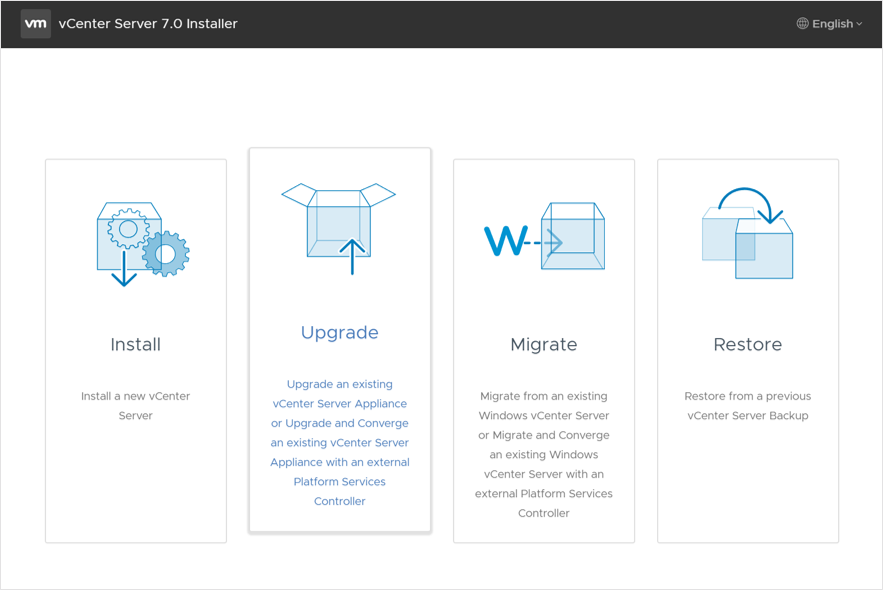 vm vCenter Server 7.0 Installer
English
Install
Install a new vCenter
Server
Upgrade
Upgrade an existing
vCenter Server Appliance
or Upgrade and Converge
an existing vCenter Server
Appliance with an external
Platform Services
Controller
W
Migrate
Migrate from an existing
Windows vCenter Server
or Migrate and Converge
an existing Windows
vCenter Server with an
external Platform Services
Controller
Restore
Restore from a previous
vCenter Server Backup